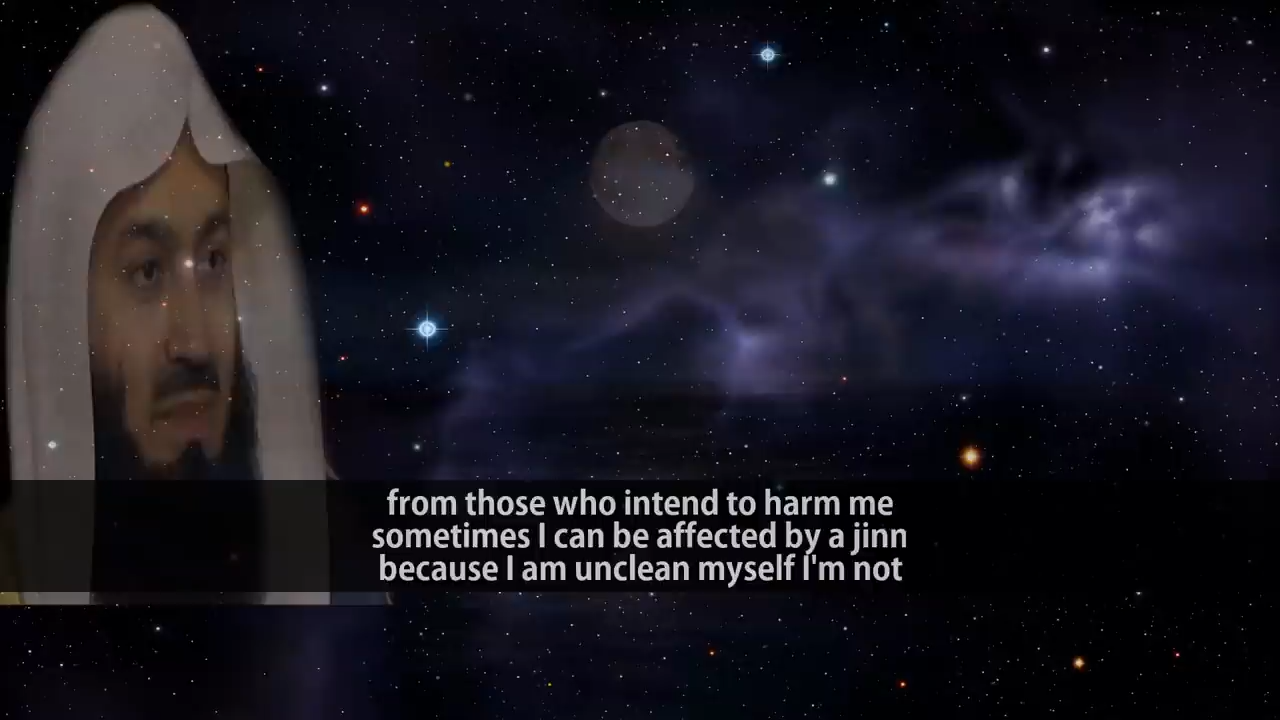 from those who intend to harm me
sometimes I can be affected by a jinn
because I am unclean myself I'm not